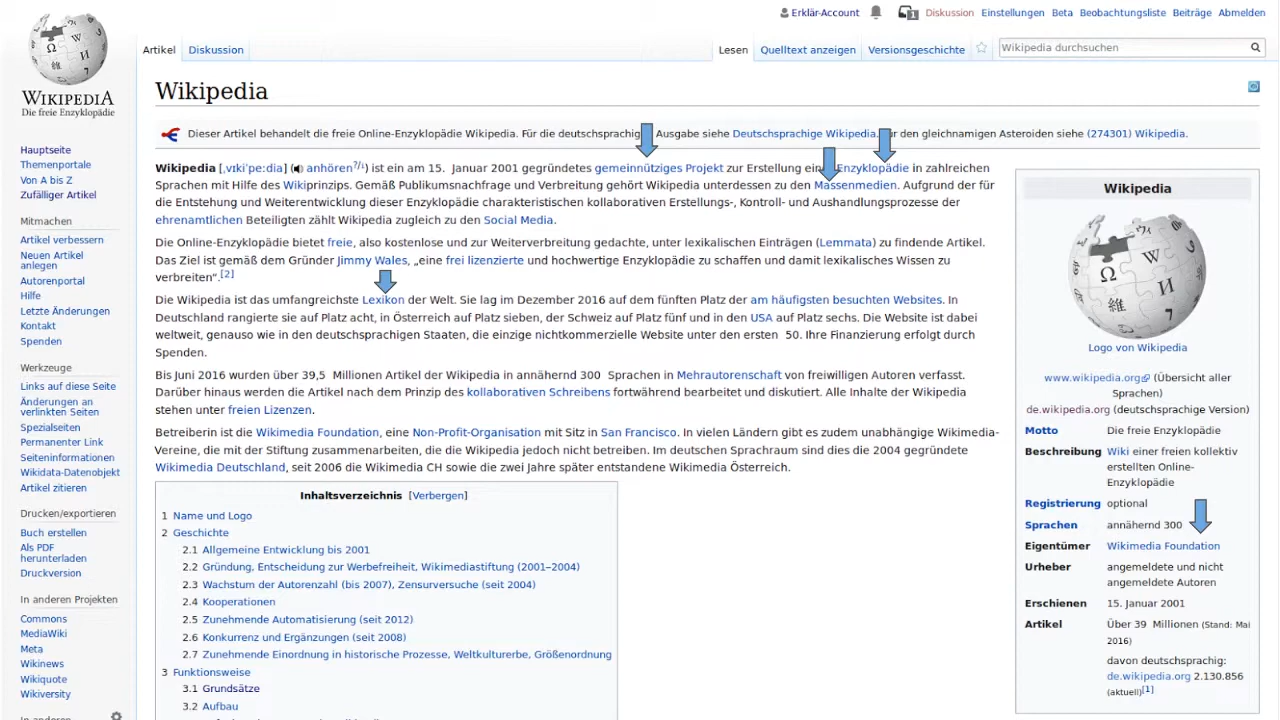 Erklär-Account 1 Diskussion Einstellungen Beta Beobachtungsliste Beiträge Abmelden
WIKIPEDIA
Die freie Enzyklopädie
Artikel Diskussion Lesen Quelltext anzeigen Versionsgeschichte Wikipedia durchsuchen
Hauptseite
Themenportale
Von A bis Z
Zufälliger Artikel
Mitmachen
Artikel verbessern
Neuen Artikel
anlegen
Autorenportal
Hilfe
Letzte Änderungen
Kontakt
Spenden
Werkzeuge
Links auf diese Seite
Änderungen an
verlinkten Seiten
Spezialseiten
Permanenter Link
Seiteninformationen
Wikidata-Datenobjekt
Artikel zitieren
Drucken/exportieren
Buch erstellen
Als PDF
herunterladen
Druckversion
In anderen Projekten
Commons
MediaWiki
Meta
Wikinews
Wikiquote
Wikiversity
In anderen
Wikipedia
Dieser Artikel behandelt die freie Online-Enzyklopädie Wikipedia. Für die deutschsprachig Ausgabe siehe Deutschsprachige Wikipedia. ür den gleichnamigen Asteroiden siehe (274301) Wikipedia.
Wikipedia [ˌvɪkiˈpeːdia] (anhören?/i) ist ein am 15. Januar 2001 gegründetes gemeinnütziges Projekt zur Erstellung ein Enzyklopädie in zahlreichen
Sprachen mit Hilfe des Wikiprinzips. Gemäß Publikumsnachfrage und Verbreitung gehört Wikipedia unterdessen zu den Massenmedien. Aufgrund der für
die Entstehung und Weiterentwicklung dieser Enzyklopädie charakteristischen kollaborativen Erstellungs-, Kontroll- und Aushandlungsprozesse der
ehrenamtlichen Beteiligten zählt Wikipedia zugleich zu den Social Media.
Die Online-Enzyklopädie bietet freie, also kostenlose und zur Weiterverbreitung gedachte, unter lexikalischen Einträgen (Lemmata) zu findende Artikel.
Das Ziel ist gemäß dem Gründer Jimmy Wales, „eine frei lizenzierte und hochwertige Enzyklopädie zu schaffen und damit lexikalisches Wissen zu
verbreiten“.[2]
Die Wikipedia ist das umfangreichste Lexikon der Welt. Sie lag im Dezember 2016 auf dem fünften Platz der am häufigsten besuchten Websites. In
Deutschland rangierte sie auf Platz acht, in Österreich auf Platz sieben, der Schweiz auf Platz fünf und in den USA auf Platz sechs. Die Website ist dabei
weltweit, genauso wie in den deutschsprachigen Staaten, die einzige nichtkommerzielle Website unter den ersten 50. Ihre Finanzierung erfolgt durch
Spenden.
Bis Juni 2016 wurden über 39,5 Millionen Artikel der Wikipedia in annähernd 300 Sprachen in Mehrautorenschaft von freiwilligen Autoren verfasst.
Darüber hinaus werden die Artikel nach dem Prinzip des kollaborativen Schreibens fortwährend bearbeitet und diskutiert. Alle Inhalte der Wikipedia
stehen unter freien Lizenzen.
Betreiberin ist die Wikimedia Foundation, eine Non-Profit-Organisation mit Sitz in San Francisco. In vielen Ländern gibt es zudem unabhängige Wikimedia-
Vereine, die mit der Stiftung zusammenarbeiten, die die Wikipedia jedoch nicht betreiben. Im deutschen Sprachraum sind dies die 2004 gegründete
Wikimedia Deutschland, seit 2006 die Wikimedia CH sowie die zwei Jahre später entstandene Wikimedia Österreich.
Inhaltsverzeichnis [Verbergen]
1 Name und Logo
2 Geschichte
2.1 Allgemeine Entwicklung bis 2001
2.2 Gründung, Entscheidung zur Werbefreiheit, Wikimediastiftung (2001–2004)
2.3 Wachstum der Autorenzahl (bis 2007), Zensurversuche (seit 2004)
2.4 Kooperationen
2.5 Zunehmende Automatisierung (seit 2012)
2.6 Konkurrenz und Ergänzungen (seit 2008)
2.7 Zunehmende Einordnung in historische Prozesse, Weltkulturerbe, Größenordnung
3 Funktionsweise
3.1 Grundsätze
3.2 Aufbau
Wikipedia
Logo von Wikipedia
www.wikipedia.org (Übersicht aller
Sprachen)
de.wikipedia.org (deutschsprachige Version)
Motto Die freie Enzyklopädie
Beschreibung Wiki einer freien kollektiv
erstellten Online-
Enzyklopädie
Registrierung optional
Sprachen annähernd 300
Eigentümer Wikimedia Foundation
Urheber angemeldete und nicht
angemeldete Autoren
Erschienen 15. Januar 2001
Artikel Über 39 Millionen (Stand: Mai
2016)
davon deutschsprachig:
de.wikipedia.org 2.130.856
(aktuell)[1]